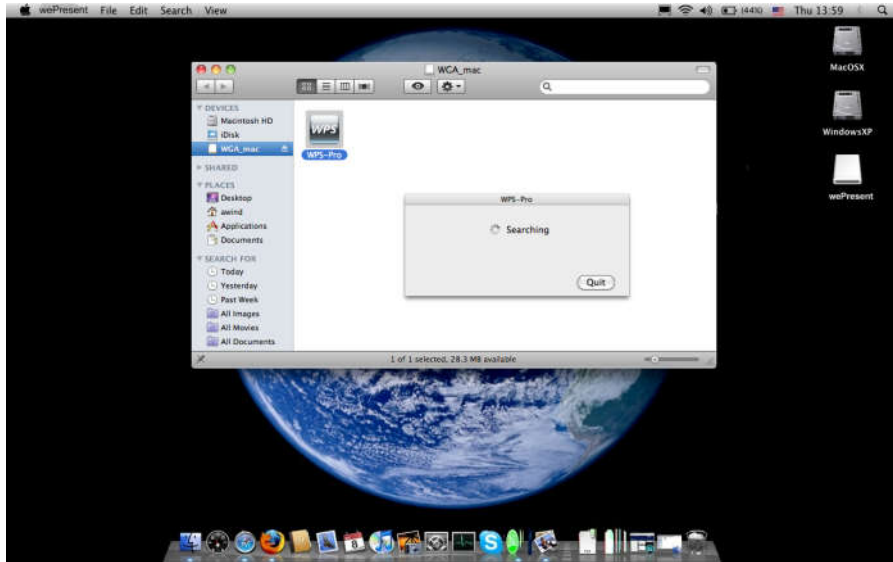 wePresent File Edit Search View Thu 13:59
MacOSX
WindowsXP
wePresent
WCA_mac
DEVICES
Macintosh HD
iDisk
WGA_mac
SHARED
PLACES
Desktop
awind
Applications
Documents
SEARCH FOR
Today
Yesterday
Past Week
All Images
All Movies
All Documents
WPS
WPS-Pro
WPS-Pro
Searching
Quit
1 of 1 selected, 28.3 MB available
8